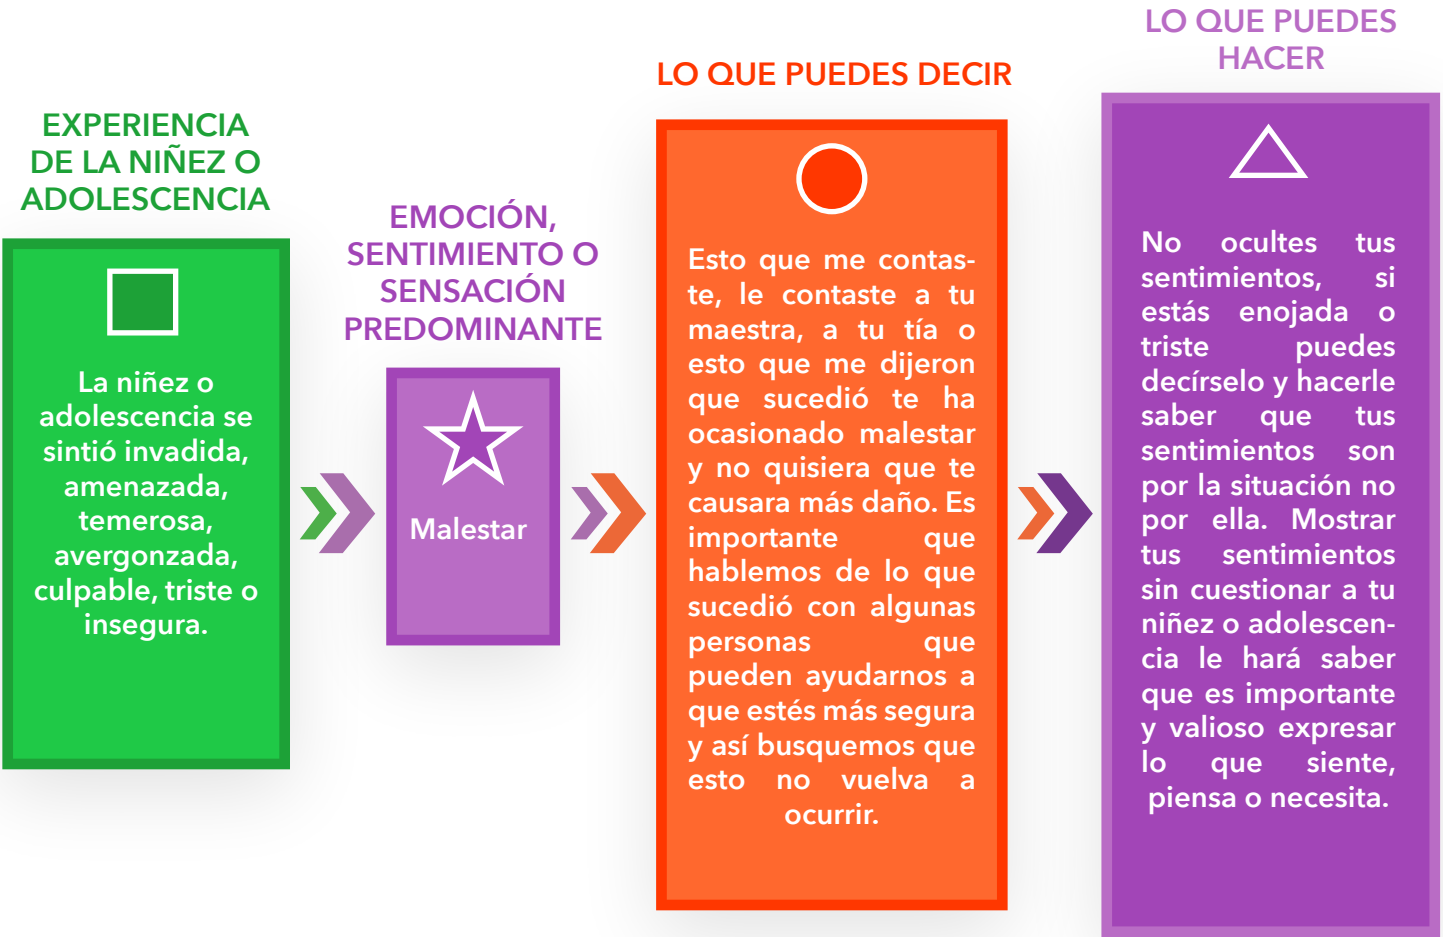 EXPERIENCIA
DE LA NIÑEZ O
ADOLESCENCIA
La niñez o
adolescencia se
sintió invadida,
amenazada,
temerosa,
avergonzada,
culpable, triste o
insegura.
EMOCIÓN,
SENTIMIENTO O
SENSACIÓN
PREDOMINANTE
Malestar
LO QUE PUEDES DECIR
Esto que me contas-
te, le contaste a tu
maestra, a tu tía o
esto que me dijeron
que sucedió te ha
ocasionado malestar
y no quisiera que te
causara más daño. Es
importante que
hablemos de lo que
sucedió con algunas
personas que
pueden ayudarnos a
que estés más segura
y así busquemos que
esto no vuelva a
ocurrir.
LO QUE PUEDES
HACER
No ocultes tus
sentimientos, si
estás enojada o
triste puedes
decírselo y hacerle
saber que tus
sentimientos son
por la situación no
por ella. Mostrar
tus sentimientos
sin cuestionar a tu
niñez o adolescen-
cia le hará saber
que es importante
y valioso expresar
lo que siente,
piensa o necesita.